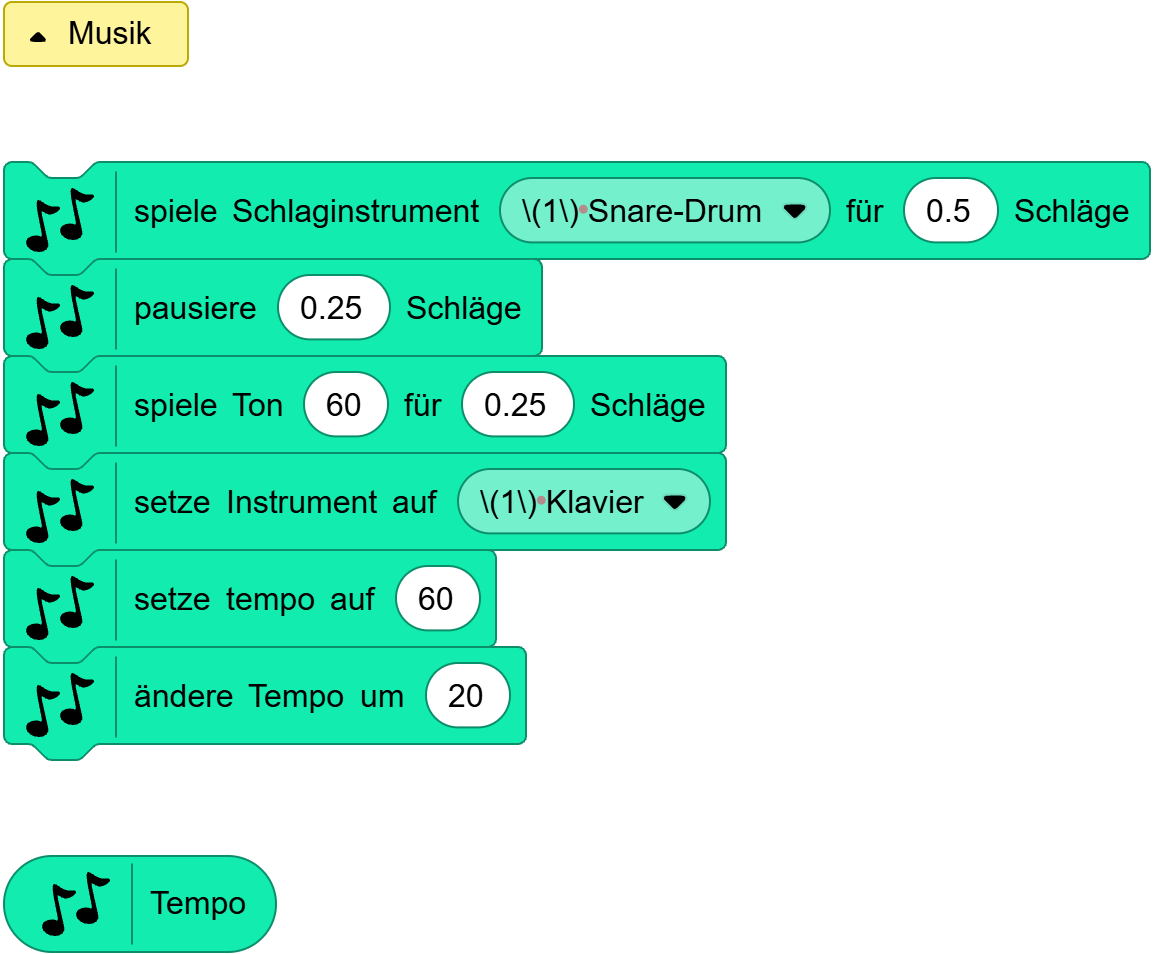 Musik
spiele Schlaginstrument \(1\)•Snare-Drum für 0.5 Schläge
pausiere 0.25 Schläge
spiele Ton 60 für 0.25 Schläge
setze Instrument auf \(1\)•Klavier
setze tempo auf 60
ändere Tempo um 20
Tempo